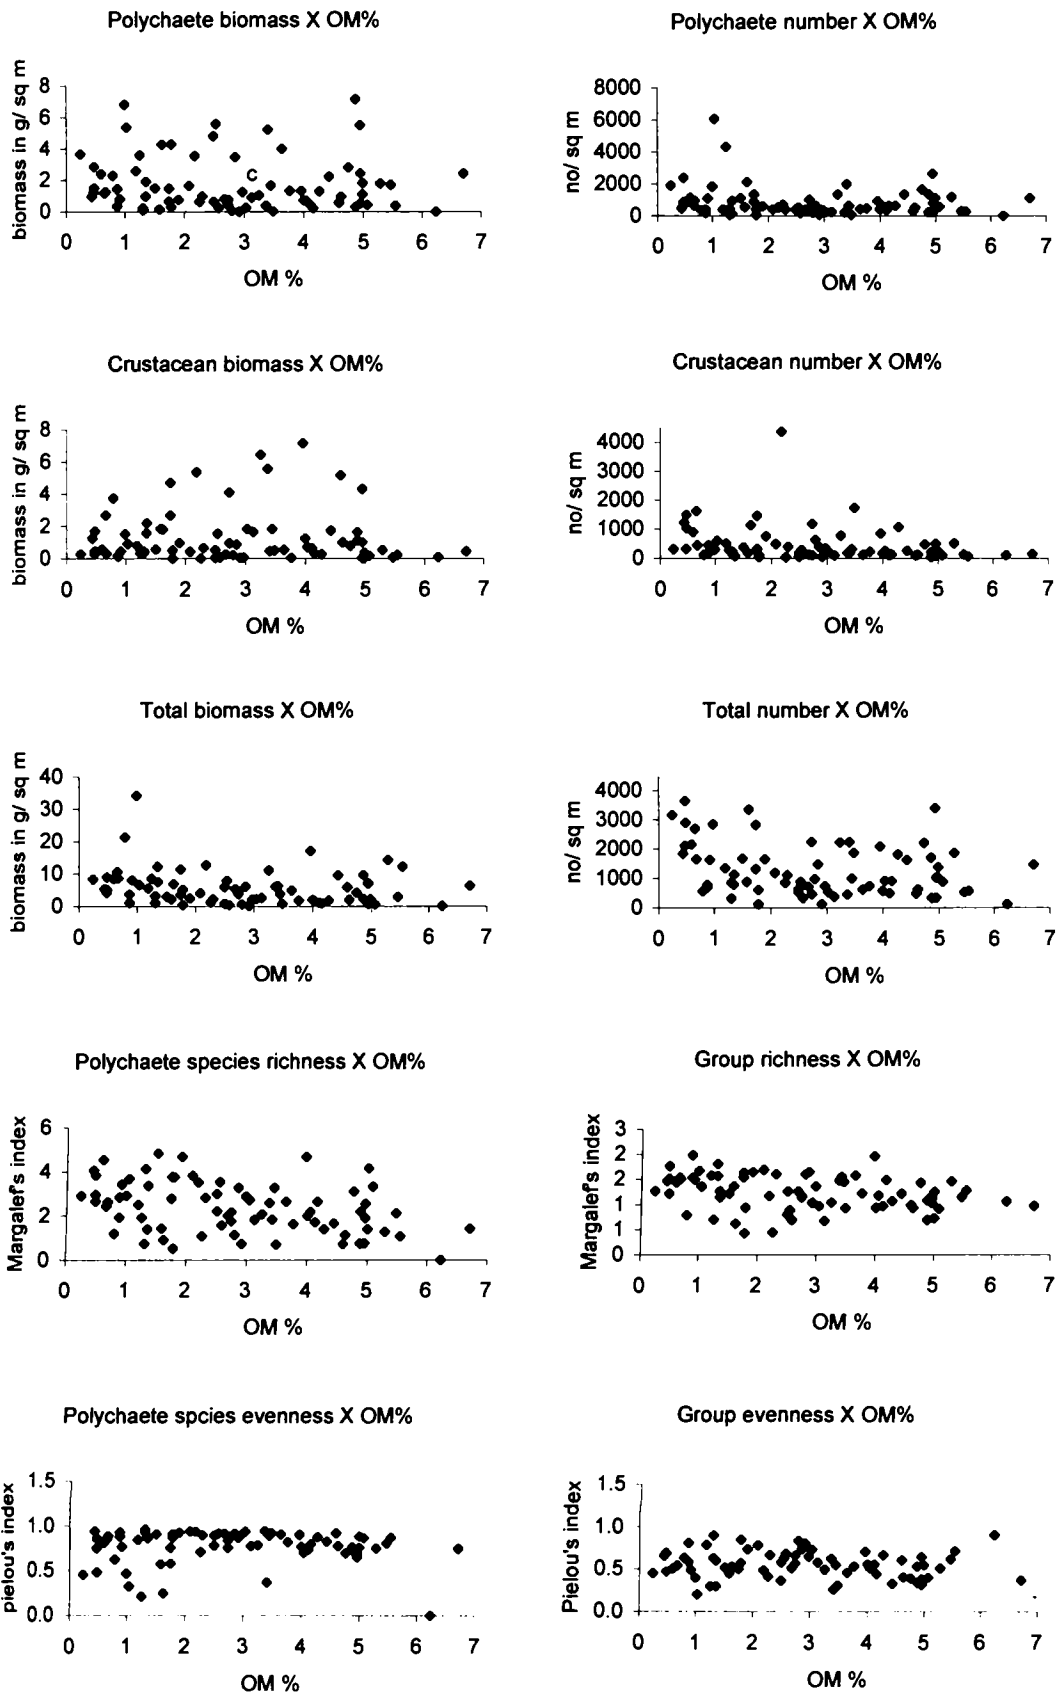 Polychaete biomass X OM%
biomass in g/ sq m
8
6
4
2
0
C
0 1 2 3 4 5 6 7
OM %
Polychaete number X OM%
no/ sq m
8000
6000
4000
2000
0
0 1 2 3 4 5 6 7
OM %
Crustacean biomass X OM%
biomass in g/ sq m
8
6
4
2
0
0 1 2 3 4 5 6 7
OM %
Crustacean number X OM%
no/ sq m
4000
3000
2000
1000
0
0 1 2 3 4 5 6 7
OM %
Total biomass X OM%
biomass in g/ sq m
40
30
20
10
0
0 1 2 3 4 5 6 7
OM %
Total number X OM%
no/ sq m
4000
3000
2000
1000
0
0 1 2 3 4 5 6 7
OM %
Polychaete species richness X OM%
Margalef's index
6
4
2
0
0 1 2 3 4 5 6 7
OM %
Group richness X OM%
Margalef's index
3
2
2
1
1
0
0 1 2 3 4 5 6 7
OM %
Polychaete spcies evenness X OM%
pielou's index
1.5
1.0
0.5
0.0
0 1 2 3 4 5 6 7
OM %
Group evenness X OM%
Pielou's index
1.5
1.0
0.5
0.0
0 1 2 3 4 5 6 7
OM %